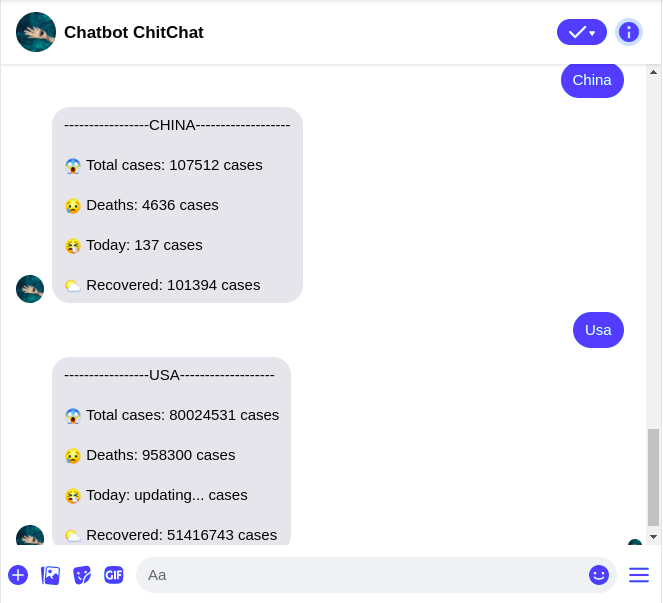 Chatbot ChitChat
China
-----------------CHINA-------------------
😱 Total cases: 107512 cases
😥 Deaths: 4636 cases
🤧 Today: 137 cases
🌤 Recovered: 101394 cases
Usa
-----------------USA-------------------
😱 Total cases: 80024531 cases
😥 Deaths: 958300 cases
🤧 Today: updating... cases
🌤 Recovered: 51416743 cases
GIF
Aa